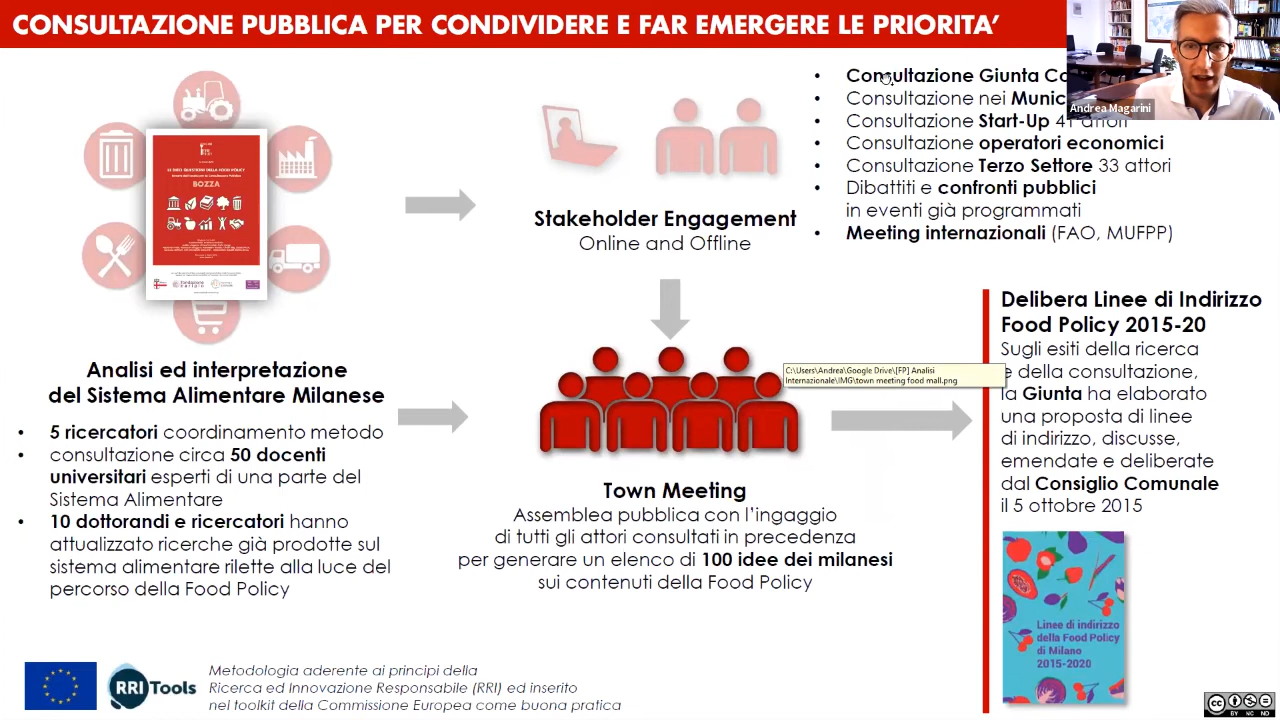 CONSULTAZIONE PUBBLICA PER CONDIVIDERE E FAR EMERGERE LE PRIORITA'
Andrea Magarini
BOZZA
Analisi ed interpretazione
del Sistema Alimentare Milanese
• 5 ricercatori coordinamento metodo
• consultazione circa 50 docenti
universitari esperti di una parte del
Sistema Alimentare
• 10 dottorandi e ricercatori hanno
attualizzato ricerche già prodotte sul
sistema alimentare rilette alla luce del
percorso della Food Policy
Stakeholder Engagement
Online and Offline
• Consultazione Giunta
• Consultazione nei
• Consultazione Start-Up 41 attori
• Consultazione operatori economici
• Consultazione Terzo Settore 33 attori
• Dibattiti e confronti pubblici
in eventi già programmati
• Meeting internazionali (FAO, MUFPP)
C:\Users\Andrea\Google Drive\[FP] Analisi
Internazionale\IMG\town meeting food mall.png
Town Meeting
Assemblea pubblica con l'ingaggio
di tutti gli attori consultati in precedenza
per generare un elenco di 100 idee dei milanesi
sui contenuti della Food Policy
Delibera Linee di Indirizzo
Food Policy 2015-20
Sugli esiti della ricerca
e della consultazione,
la Giunta ha elaborato
una proposta di linee
di indirizzo, discusse,
emendate e deliberate
dal Consiglio Comunale
il 5 ottobre 2015
Linee di indirizzo
della Food Policy
di Milano
2015-2020
RRI Tools
Metodologia aderente ai principi della
Ricerca ed Innovazione Responsabile (RRI) ed inserito
nel toolkit della Commissione Europea come buona pratica
cc
BY NC ND